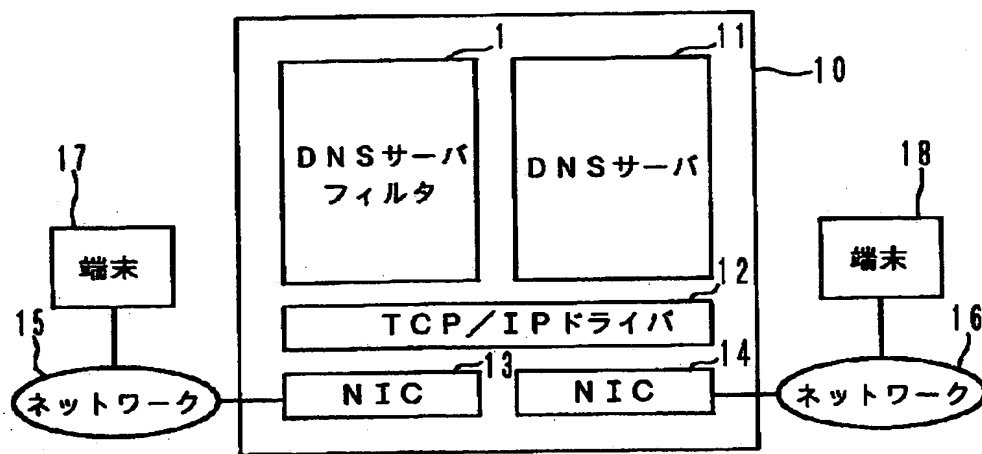 1
11
10
DNSサーバ
フィルタ
DNSサーバ
17
端末
18
端末
12
TCP/IPドライバ
15
ネットワーク
13
NIC
14
NIC
16
ネットワーク